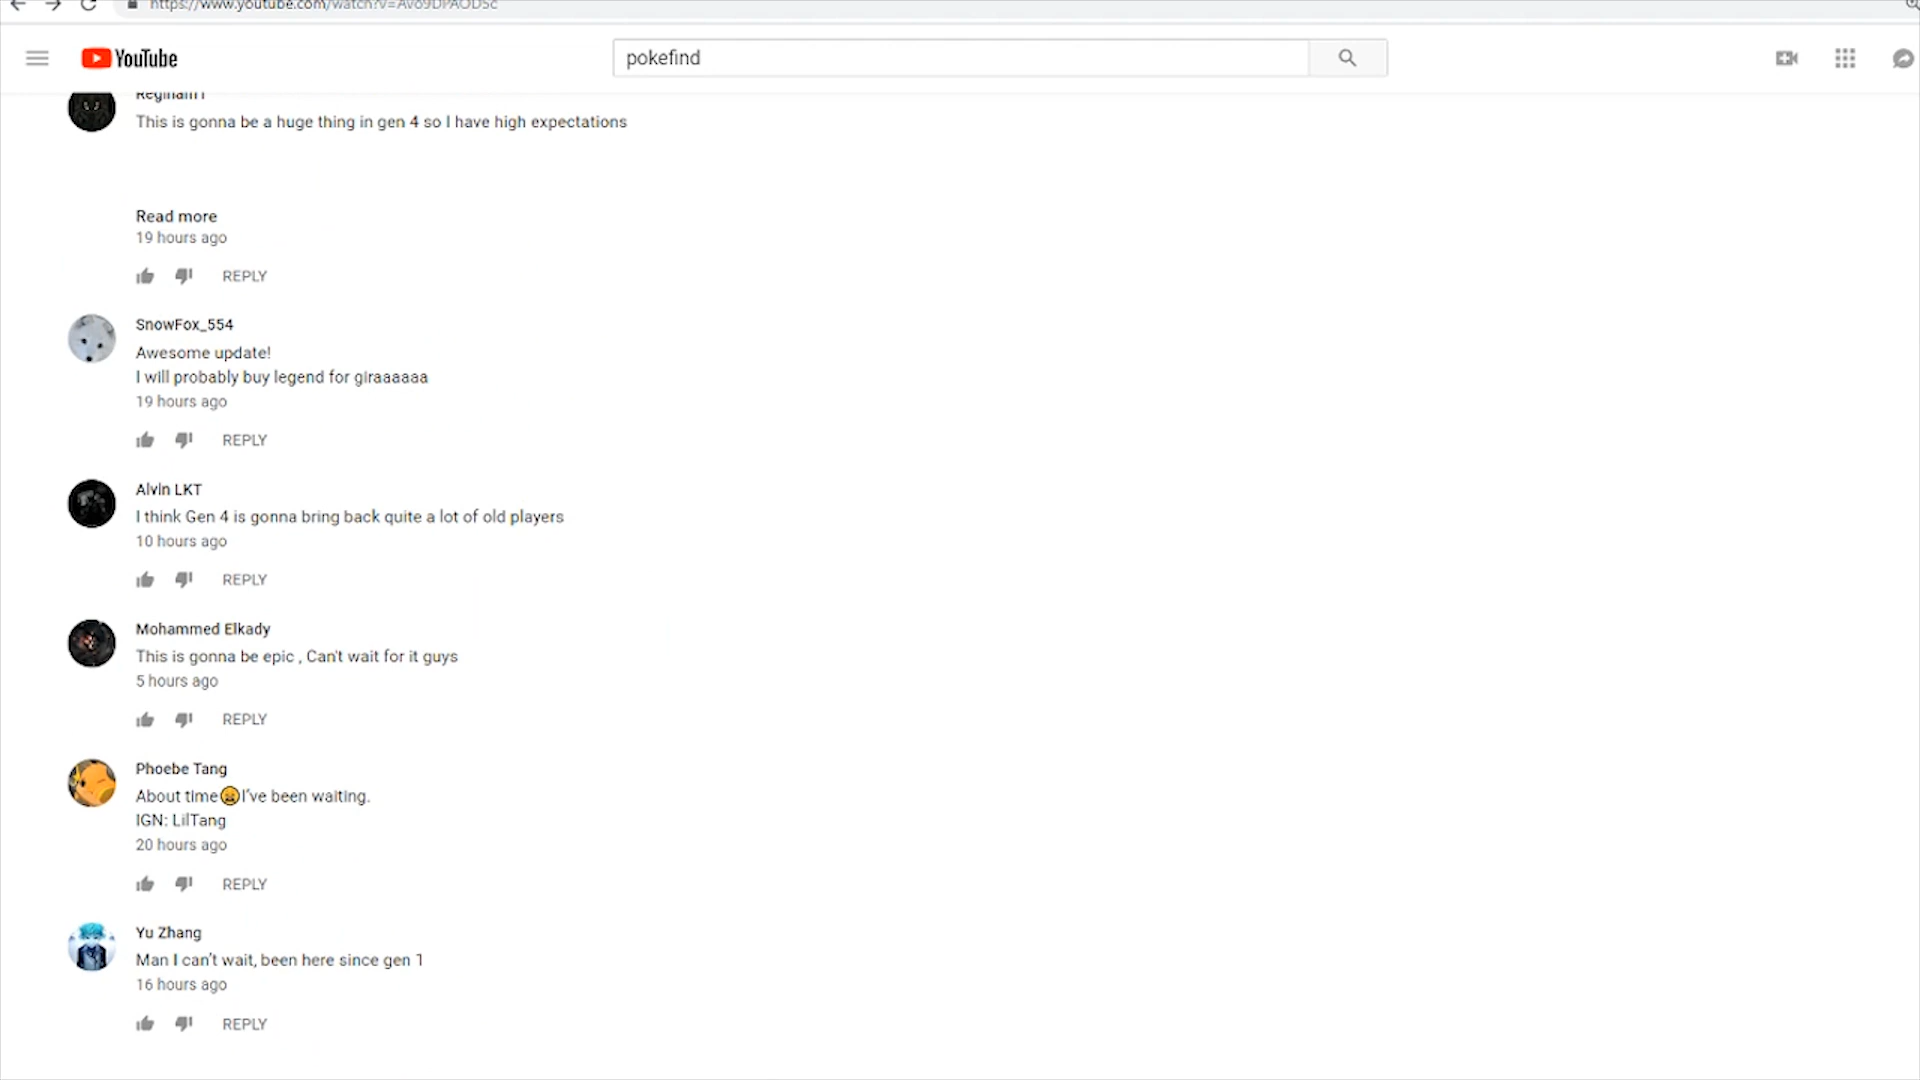 https://www.youtube.com/watch?v=Avo9DPAODSc
YouTube
pokefind
This is gonna be a huge thing in gen 4 so I have high expectations
Read more
19 hours ago
REPLY
SnowFox_554
Awesome update!
I will probably buy legend for giraaaaaa
19 hours ago
REPLY
Alvin LKT
I think Gen 4 is gonna bring back quite a lot of old players
10 hours ago
REPLY
Mohammed Elkady
This is gonna be epic , Can't wait for it guys
5 hours ago
REPLY
Phoebe Tang
About time😩I've been waiting.
IGN: LilTang
20 hours ago
REPLY
Yu Zhang
Man I can't wait, been here since gen 1
16 hours ago
REPLY